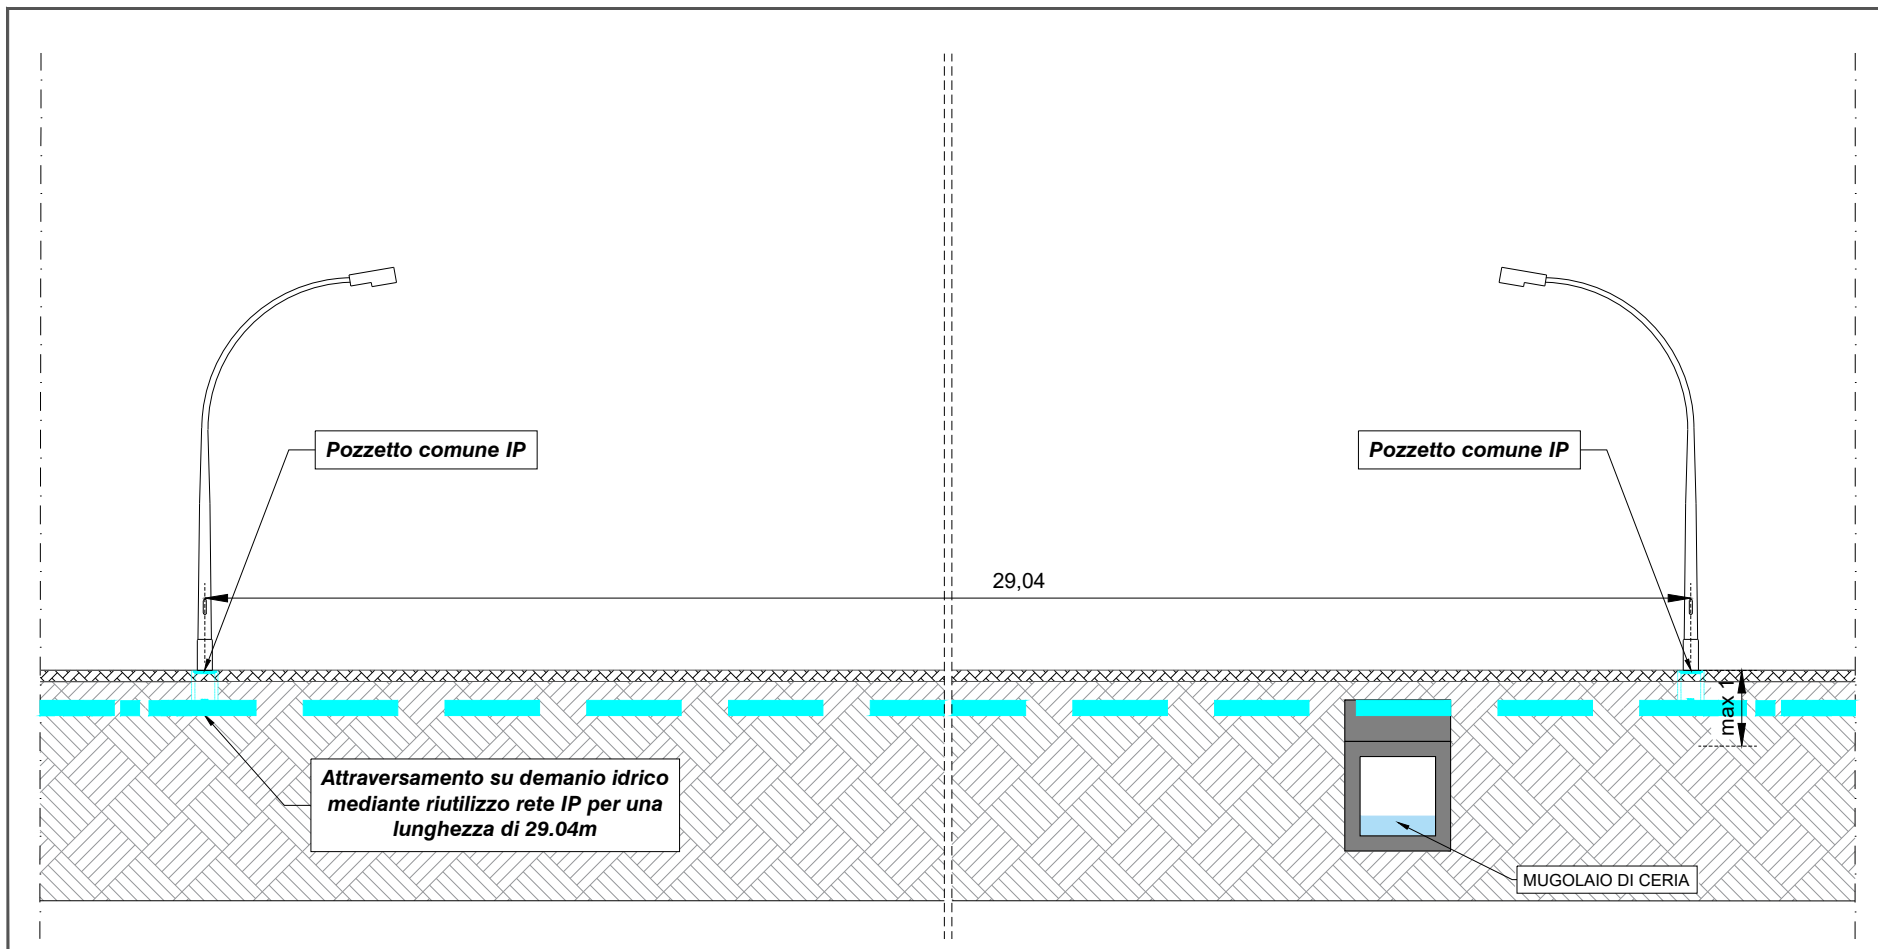 Pozzetto comune IP
Pozzetto comune IP
29,04
max 1
Attraversamento su demanio idrico
mediante riutilizzo rete IP per una
lunghezza di 29.04m
MUGOLAIO DI CERIA